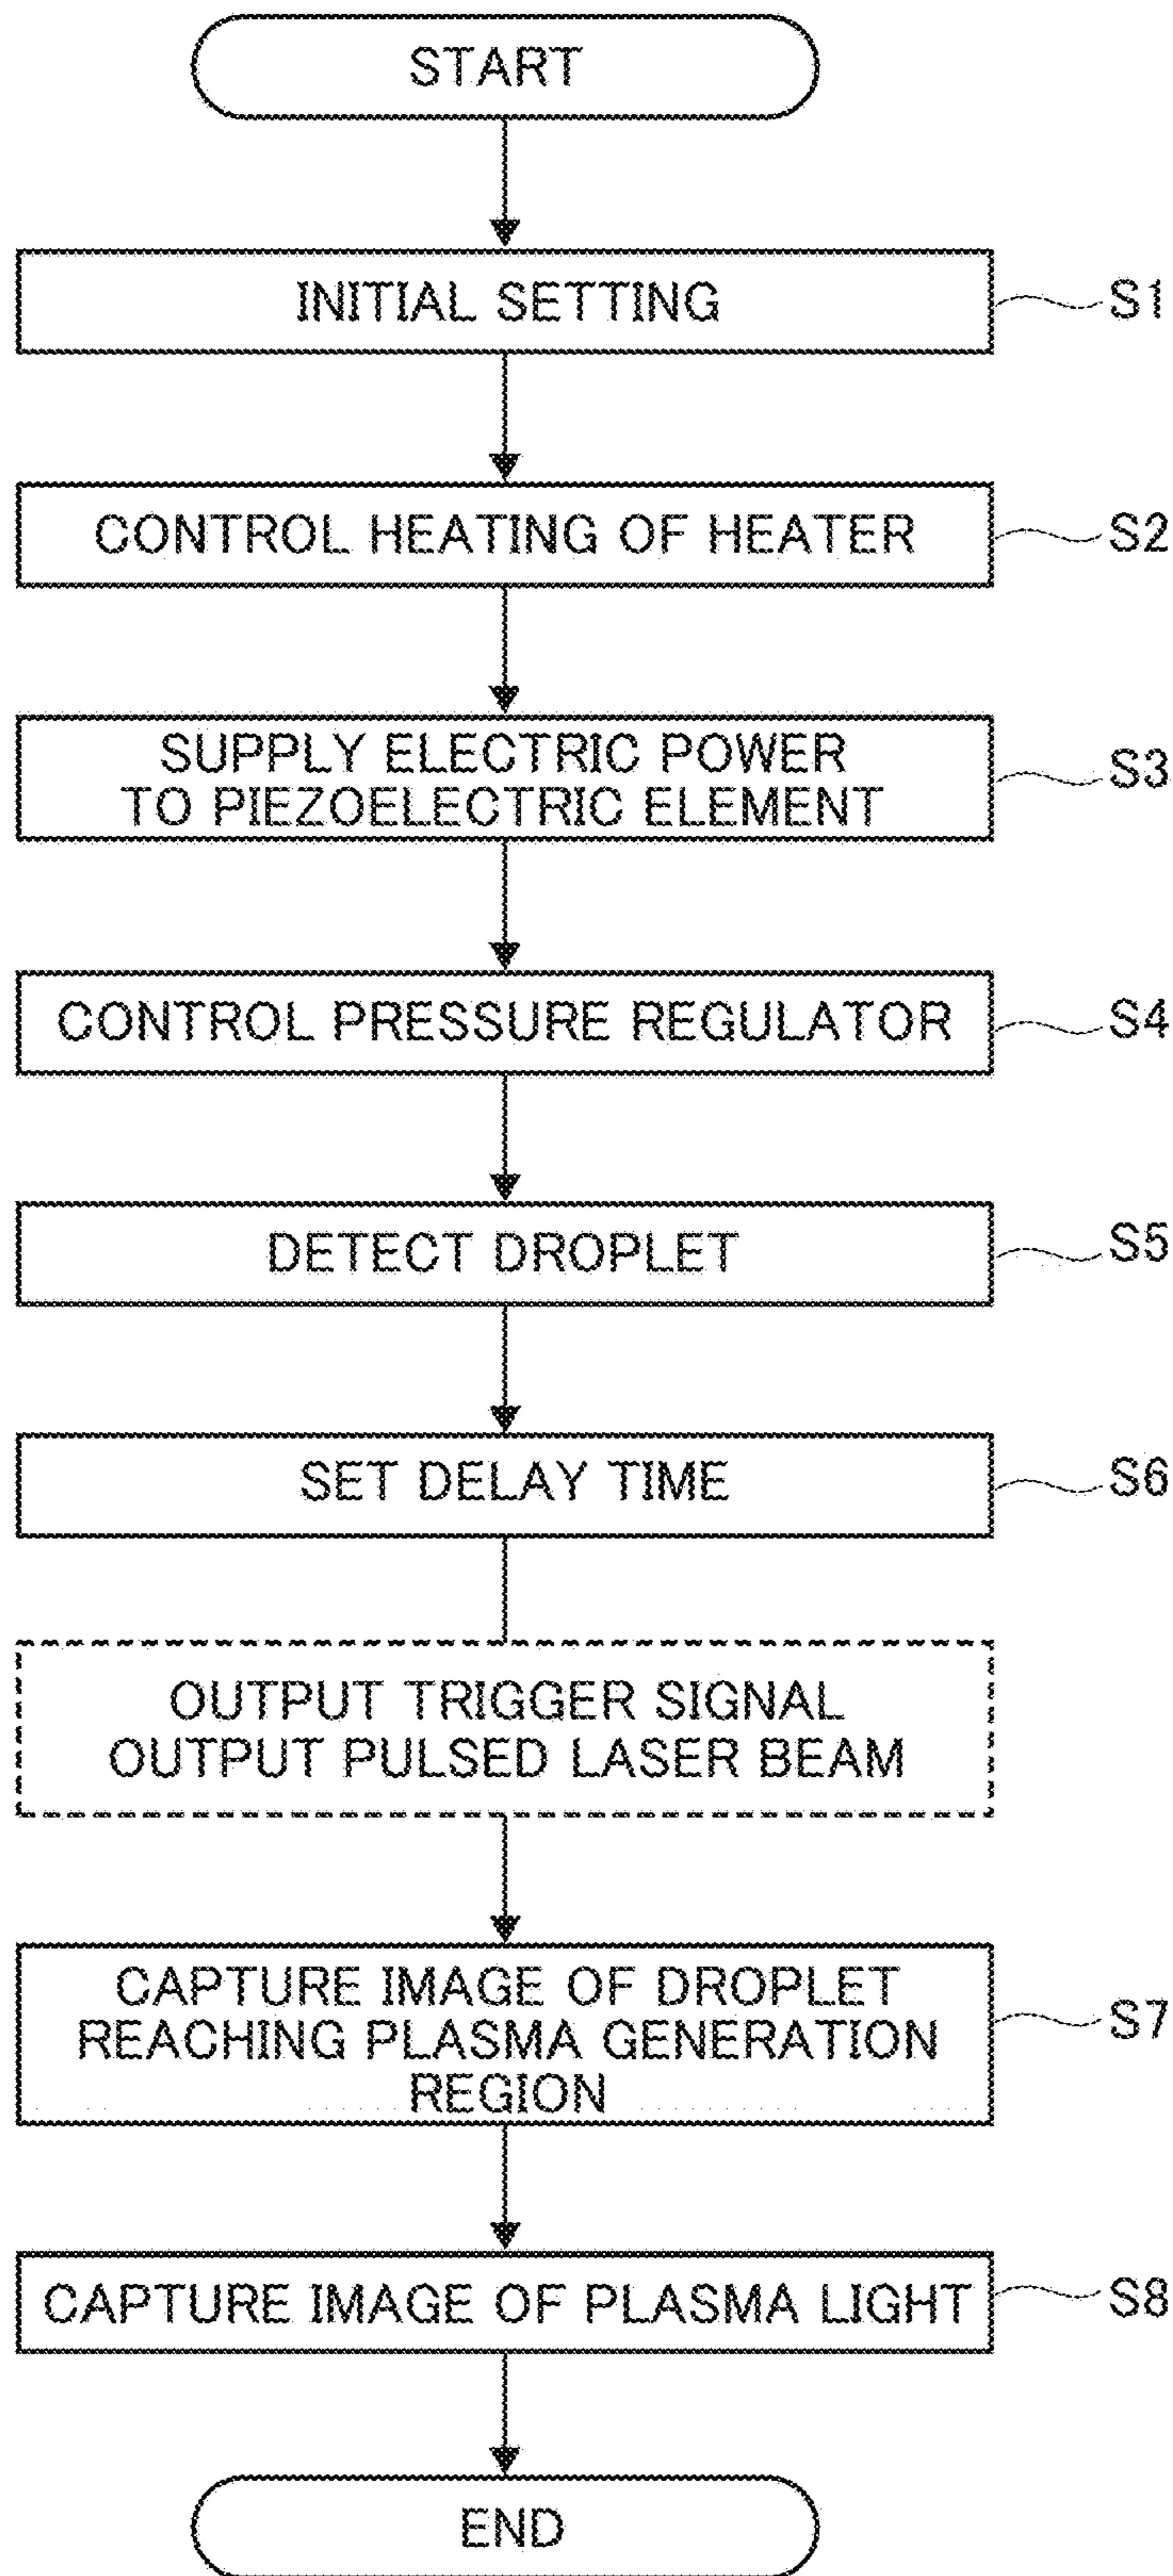 START
INITIAL SETTING
S1
CONTROL HEATING OF HEATER
S2
SUPPLY ELECTRIC POWER
TO PIEZOELECTRIC ELEMENT
S3
CONTROL PRESSURE REGULATOR
S4
DETECT DROPLET
S5
SET DELAY TIME
S6
OUTPUT TRIGGER SIGNAL
OUTPUT PULSED LASER BEAM
CAPTURE IMAGE OF DROPLET
REACHING PLASMA GENERATION
REGION
S7
CAPTURE IMAGE OF PLASMA LIGHT
S8
END